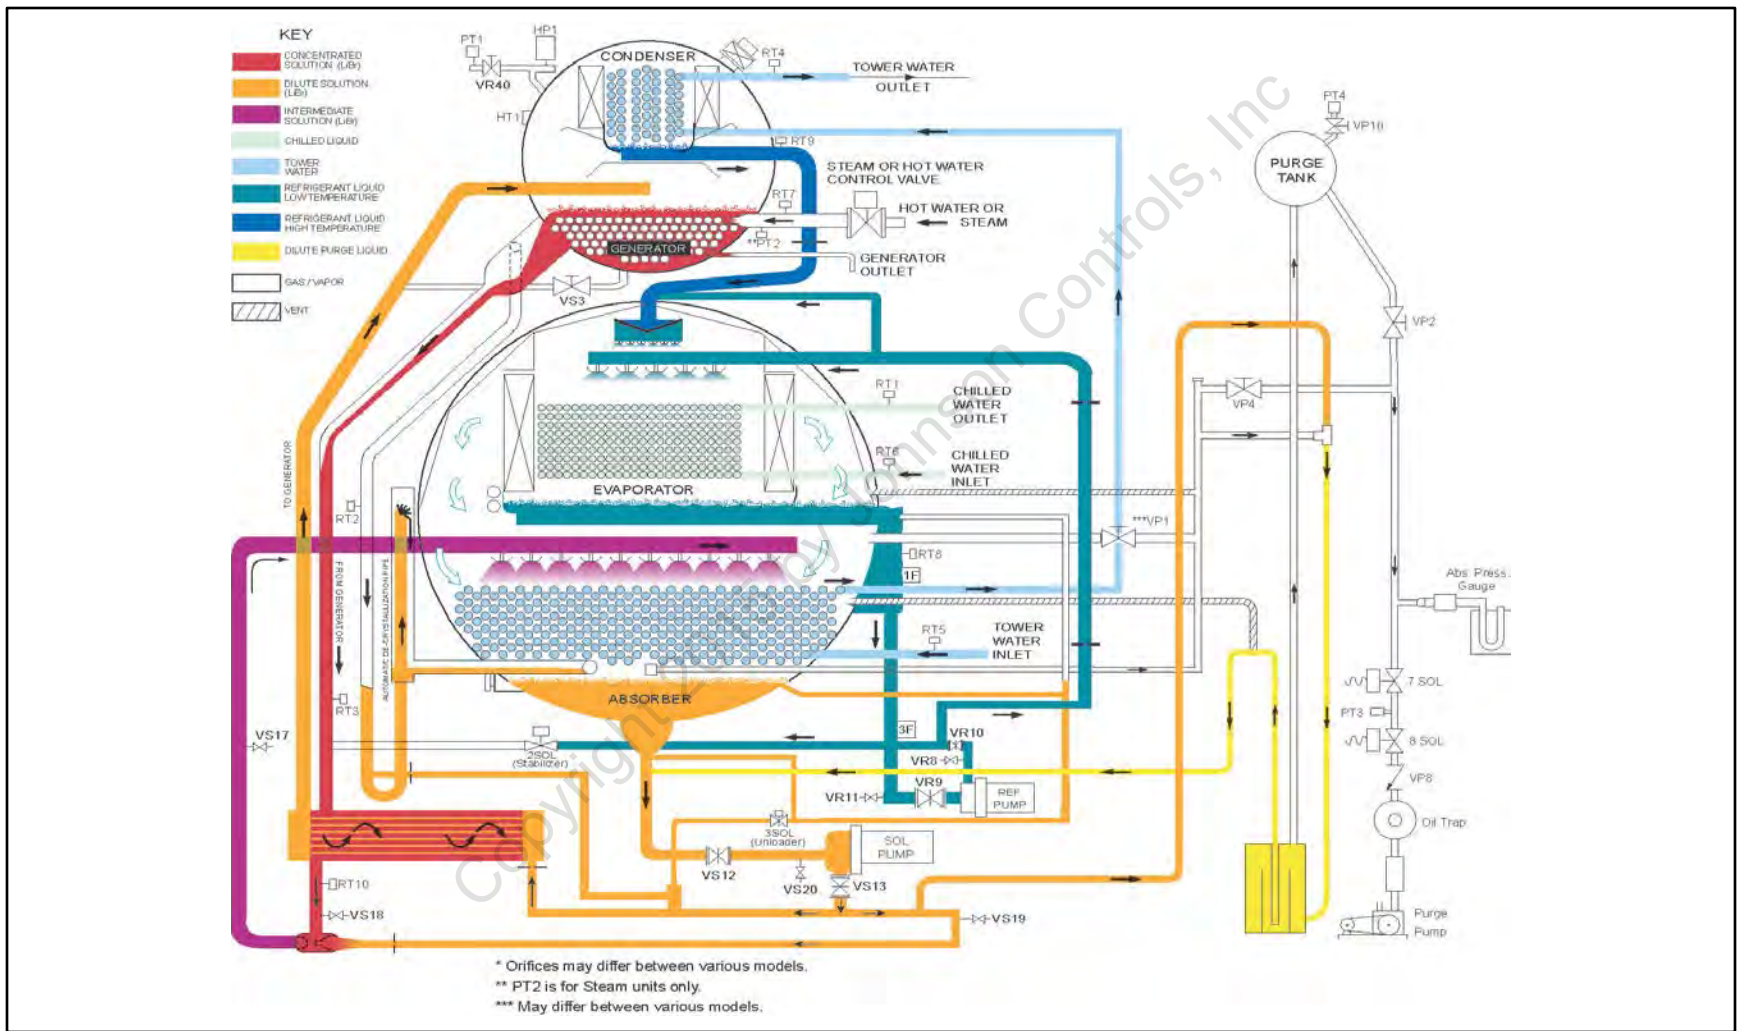 KEY
CONCENTRATED
SOLUTION (LiBr)
DILUTE SOLUTION
(LiBr)
INTERMEDIATE
SOLUTION (LiBr)
CHILLED LIQUID
TOWER
WATER
REFRIGERANT LIQUID
LOW TEMPERATURE
REFRIGERANT LIQUID
HIGH TEMPERATURE
DILUTE PURGE LIQUID
GAS / VAPOR
VENT
PT1
HP1
VR40
HT1
CONDENSER
RT4
TOWER WATER
OUTLET
RT9
STEAM OR HOT WATER
CONTROL VALVE
RT7
HOT WATER OR
STEAM
**PT2
GENERATOR
GENERATOR
OUTLET
VS3
PT4
VP10
PURGE
TANK
VP2
VP4
RT1
CHILLED
WATER
OUTLET
RT6
CHILLED
WATER
INLET
EVAPORATOR
***VP1
RT8
1F
TO GENERATOR
RT2
FROM GENERATOR
AUTOMATIC DE-CRYSTALLIZATION PIPE
RT3
RT5
TOWER
WATER
INLET
Abs. Press.
Gauge
ABSORBER
7 SOL
PT3
8 SOL
VP8
Oil Trap
Purge
Pump
VS17
2SOL
(Stabilizer)
3F
VR10
VR8
VR9
VR11
REF
PUMP
3SOL
(Unloader)
SOL
PUMP
VS12
VS20
VS13
VS19
RT10
VS18
* Orifices may differ between various models.
** PT2 is for Steam units only.
*** May differ between various models.
Copyright 2015 by Johnson Controls, Inc